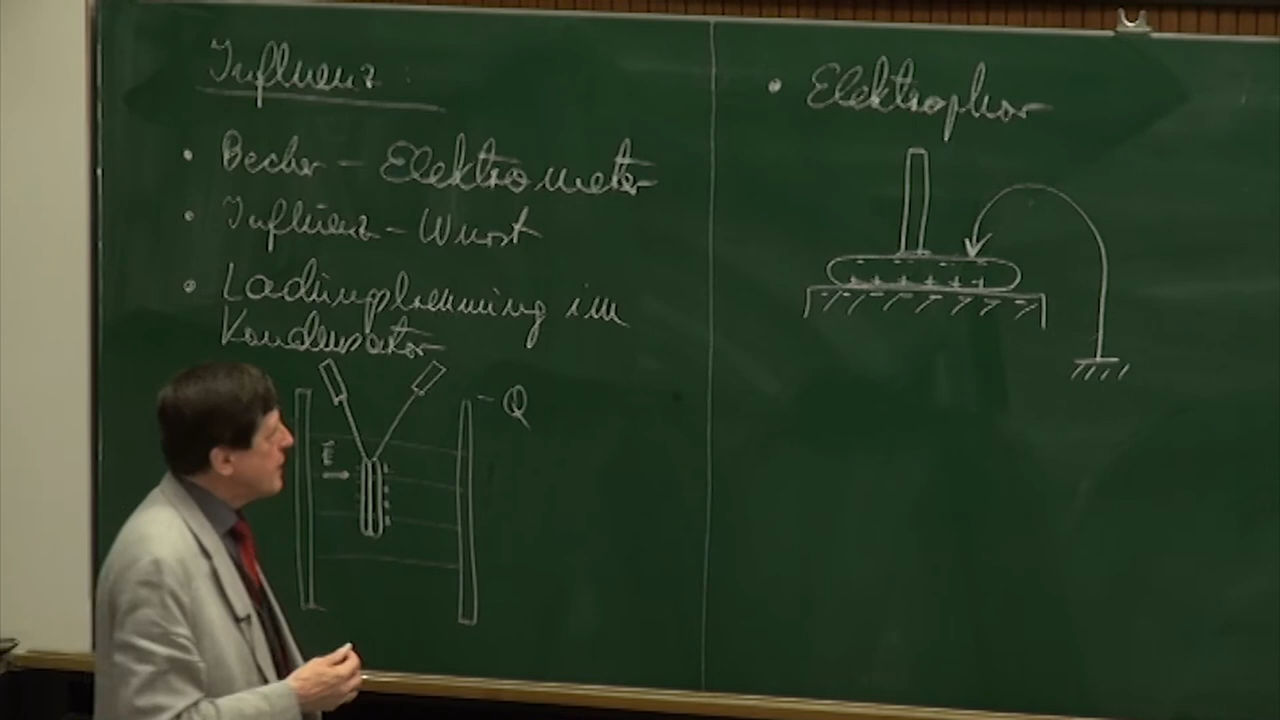 Influenz:
• Becher-Elektrometer
• Influenz-Wurst
• Ladungstrennung im
Kondensator
- Q
E
• Elektrophor
- - - - -
+ + + + + +